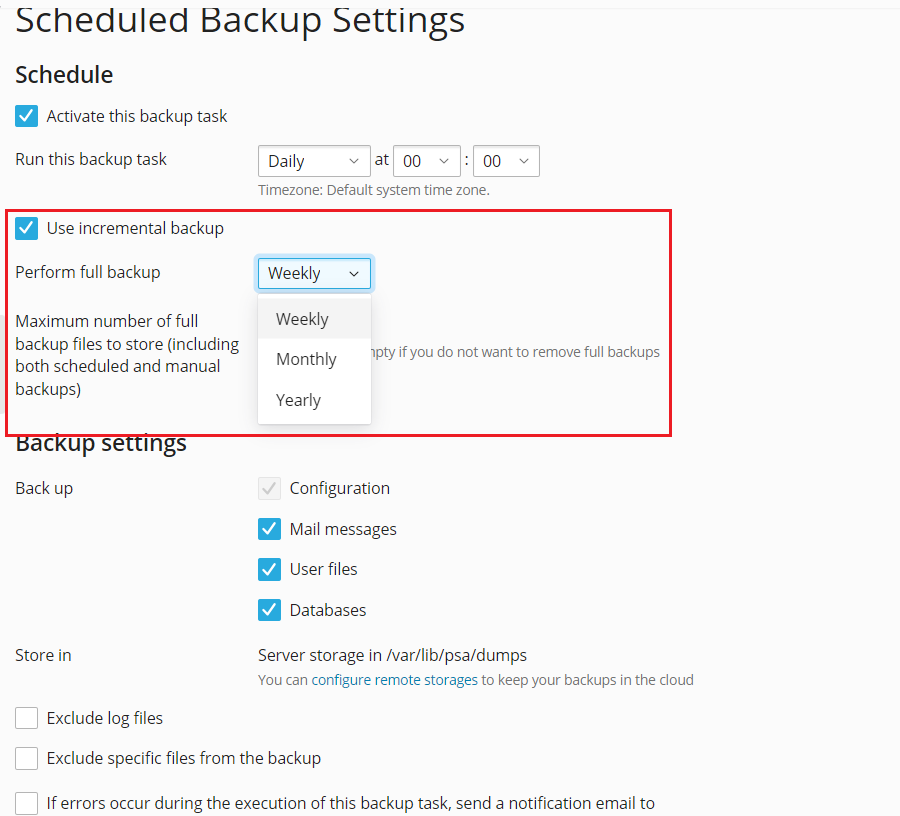 Scheduled Backup Settings
Schedule
Activate this backup task
Run this backup task Daily at 00 : 00
Timezone: Default system time zone.
Use incremental backup
Perform full backup Weekly
Weekly
Monthly
Yearly
Maximum number of full
backup files to store (including
both scheduled and manual
backups)
if you do not want to remove full backups
Backup settings
Back up Configuration
Mail messages
User files
Databases
Store in Server storage in /var/lib/psa/dumps
You can configure remote storages to keep your backups in the cloud
Exclude log files
Exclude specific files from the backup
If errors occur during the execution of this backup task, send a notification email to